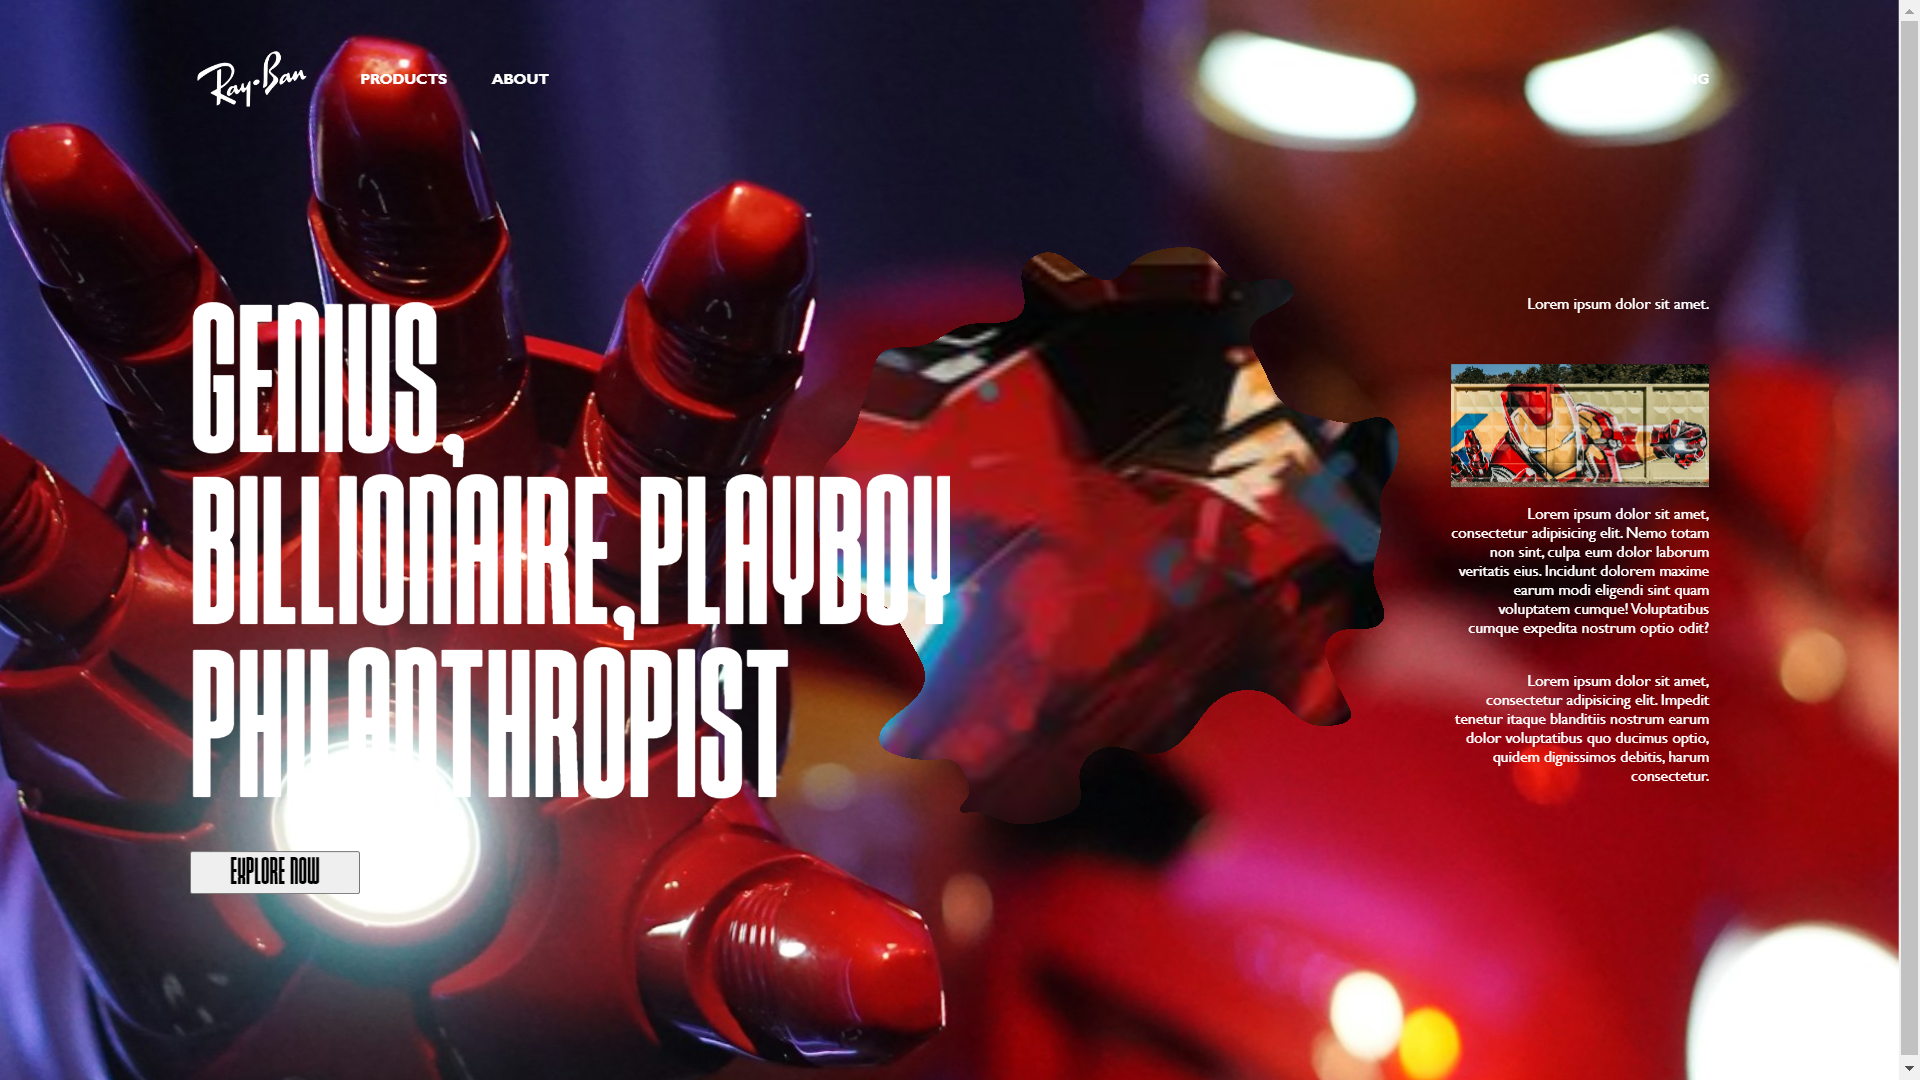 Ray-Ban
PRODUCTS
ABOUT
GENIUS,
BILLIONAIRE,PLAYBOY
PHILANTHROPIST
EXPLORE NOW
Lorem ipsum dolor sit amet.
Lorem ipsum dolor sit amet,
consectetur adipisicing elit. Nemo totam
non sint, culpa eum dolor laborum
veritatis eius. Incidunt dolorem maxime
earum modi eligendi sint quam
voluptatem cumque! Voluptatibus
cumque expedita nostrum optio odit?
Lorem ipsum dolor sit amet,
consectetur adipisicing elit. Impedit
tenetur itaque blanditiis nostrum earum
dolor voluptatibus quo ducimus optio,
quidem dignissimos debitis, harum
consectetur.